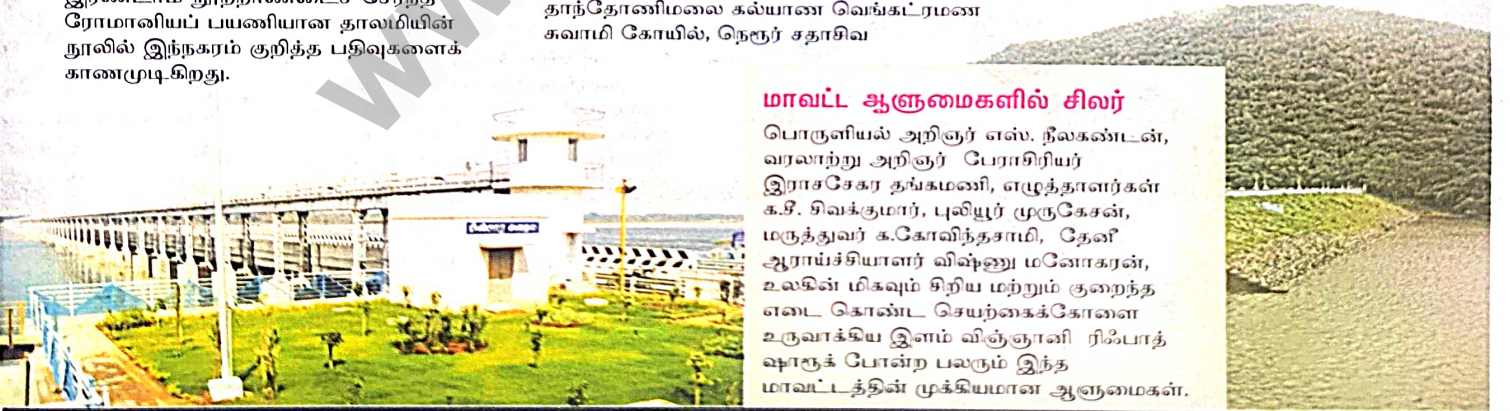 ரோமானியப் பயணியான தாலமியின்
நூலில் இந்நகரம் குறித்த பதிவுகளைக்
காணமுடிகிறது.
தாந்தோணிமலை கல்யாண வெங்கட்ரமண
சுவாமி கோயில், நெரூர் சதாசிவ
மாவட்ட ஆளுமைகளில் சிலர்
பொருளியல் அறிஞர் எஸ். நீலகண்டன்,
வரலாற்று அறிஞர் பேராசிரியர்
இராசசேகர தங்கமணி, எழுத்தாளர்கள்
க.சீ. சிவக்குமார், புலியூர் முருகேசன்,
மருத்துவர் க.கோவிந்தசாமி, தேனீ
ஆராய்ச்சியாளர் விஷ்ணு மனோகரன்,
உலகின் மிகவும் சிறிய மற்றும் குறைந்த
எடை கொண்ட செயற்கைக்கோளை
உருவாக்கிய இளம் விஞ்ஞானி ரிஃபாத்
ஷாரூக் போன்ற பலரும் இந்த
மாவட்டத்தின் முக்கியமான ஆளுமைகள்.